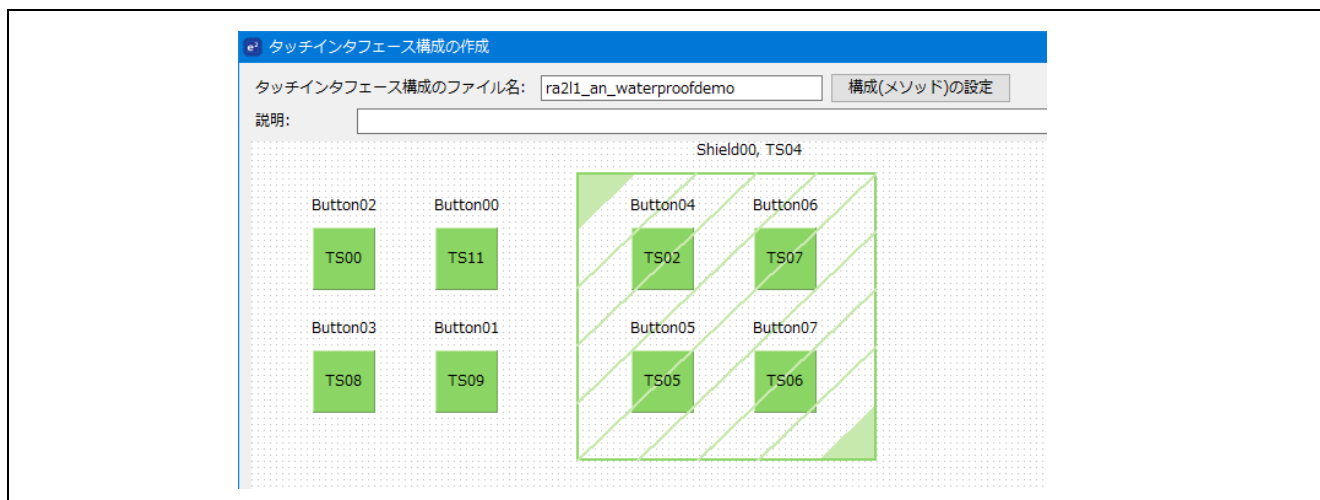 e² タッチインタフェース構成の作成
タッチインタフェース構成のファイル名: ra2l1_an_waterproofdemo 構成(メソッド)の設定
説明:
Shield00, TS04
Button02 Button00 Button04 Button06
TS00 TS11 TS02 TS07
Button03 Button01 Button05 Button07
TS08 TS09 TS05 TS06